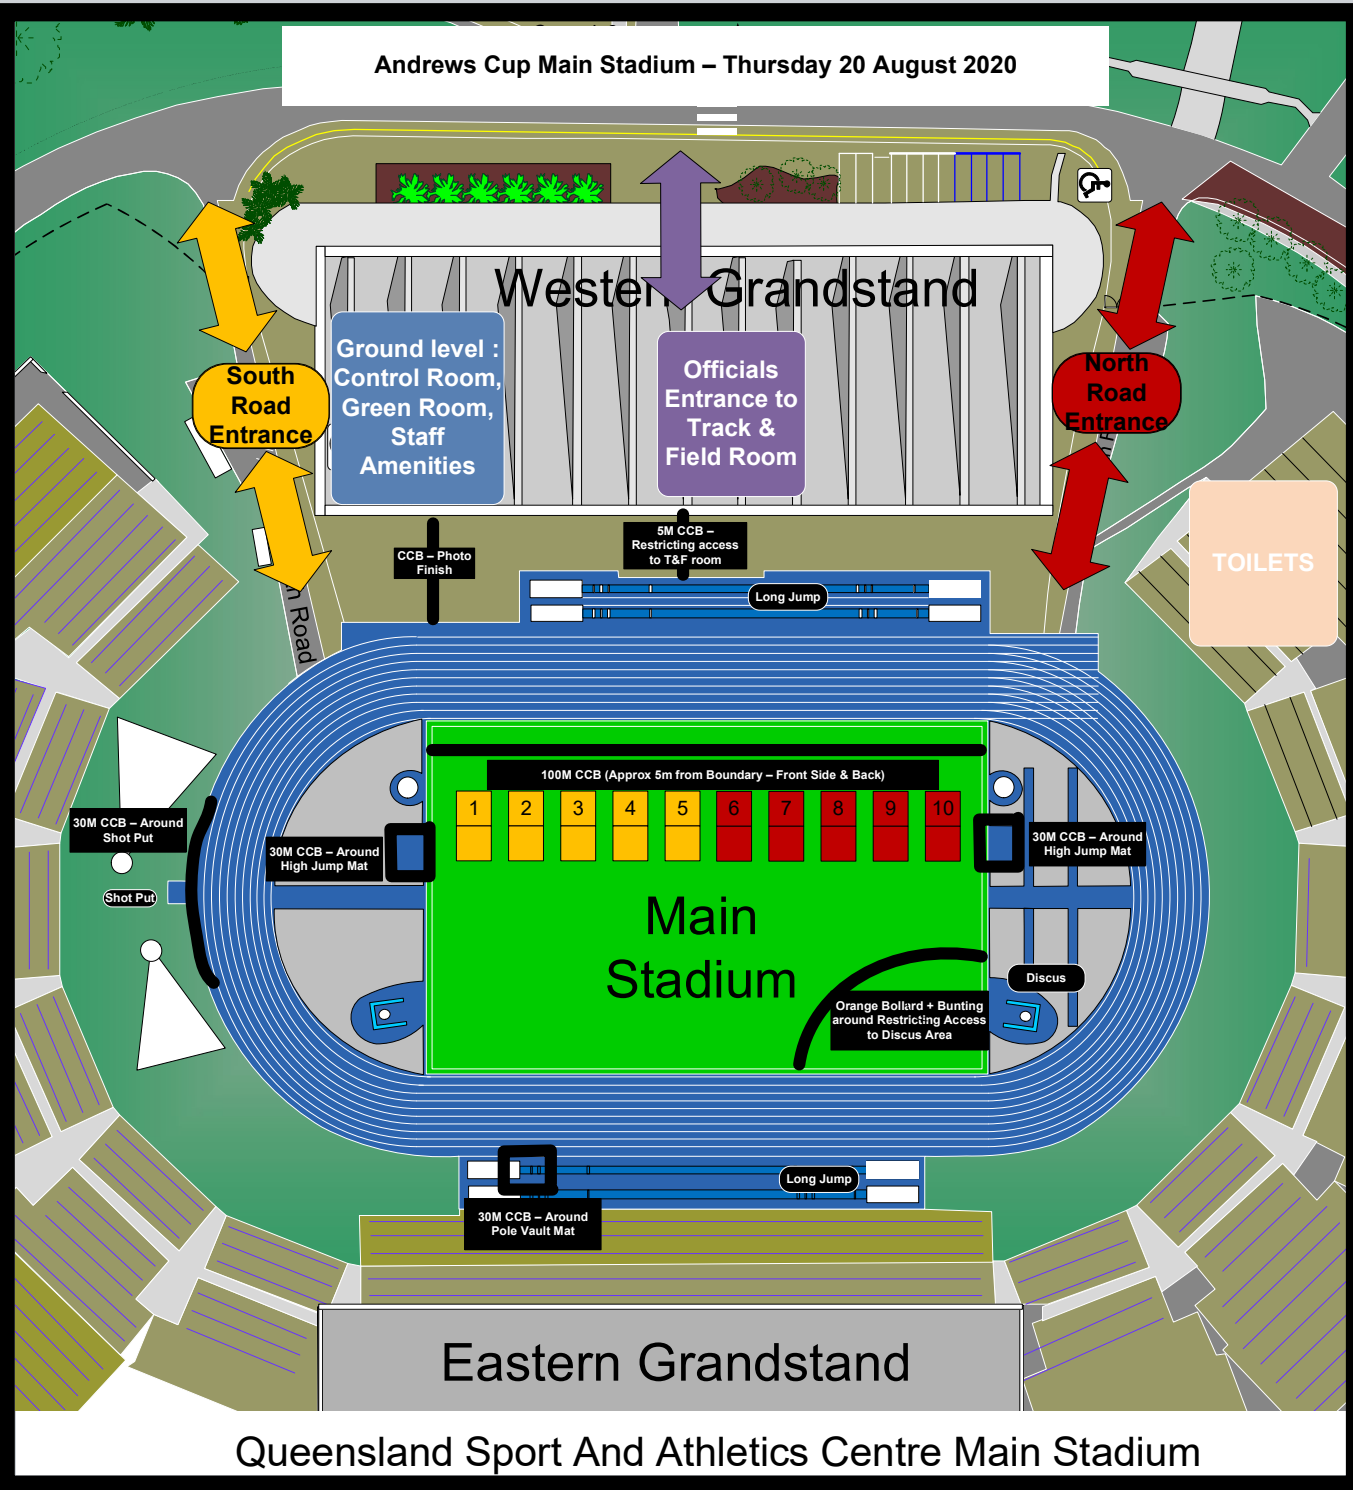 Andrews Cup Main Stadium – Thursday 20 August 2020
Western Grandstand
Ground level :
Control Room,
Green Room,
Staff
Amenities
Officials
Entrance to
Track &
Field Room
South
Road
Entrance
North
Road
Entrance
TOILETS
CCB – Photo
Finish
5M CCB –
Restricting access
to T&F room
Long Jump
Road
100M CCB (Approx 5m from Boundary – Front Side & Back)
1 2 3 4 5 6 7 8 9 10
30M CCB – Around
Shot Put
30M CCB – Around
High Jump Mat
30M CCB – Around
High Jump Mat
Shot Put
Main
Stadium
Discus
Orange Bollard + Bunting
around Restricting Access
to Discus Area
Long Jump
30M CCB – Around
Pole Vault Mat
Eastern Grandstand
Queensland Sport And Athletics Centre Main Stadium